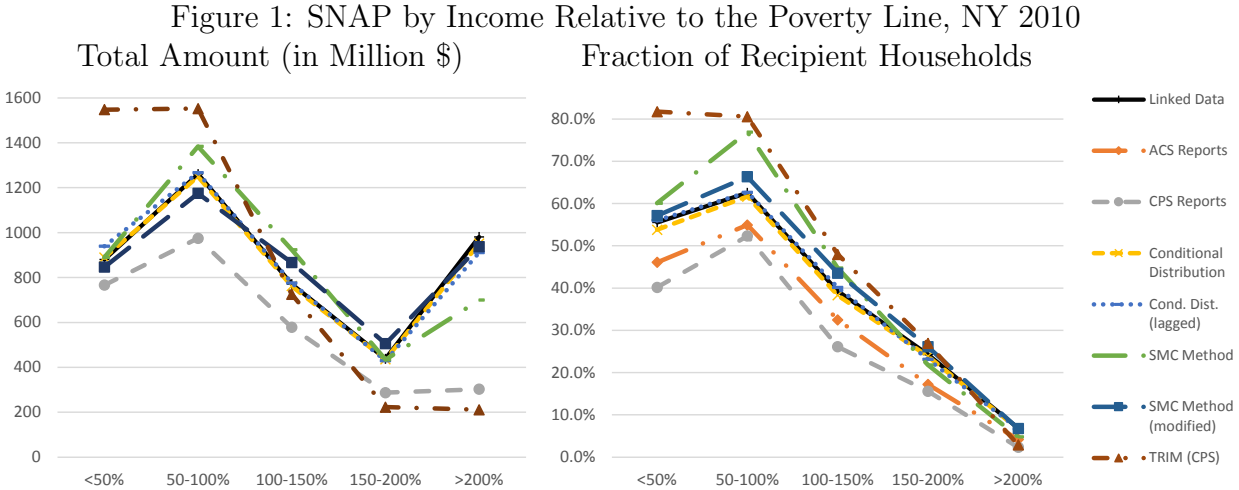 Figure 1: SNAP by Income Relative to the Poverty Line, NY 2010
Total Amount (in Million $)
Fraction of Recipient Households
1600
1400
1200
1000
800
600
400
200
0
<50%
50-100%
100-150%
150-200%
>200%
80.0%
70.0%
60.0%
50.0%
40.0%
30.0%
20.0%
10.0%
0.0%
<50%
50-100%
100-150%
150-200%
>200%
Linked Data
ACS Reports
CPS Reports
Conditional
Distribution
Cond. Dist.
(lagged)
SMC Method
SMC Method
(modified)
TRIM (CPS)